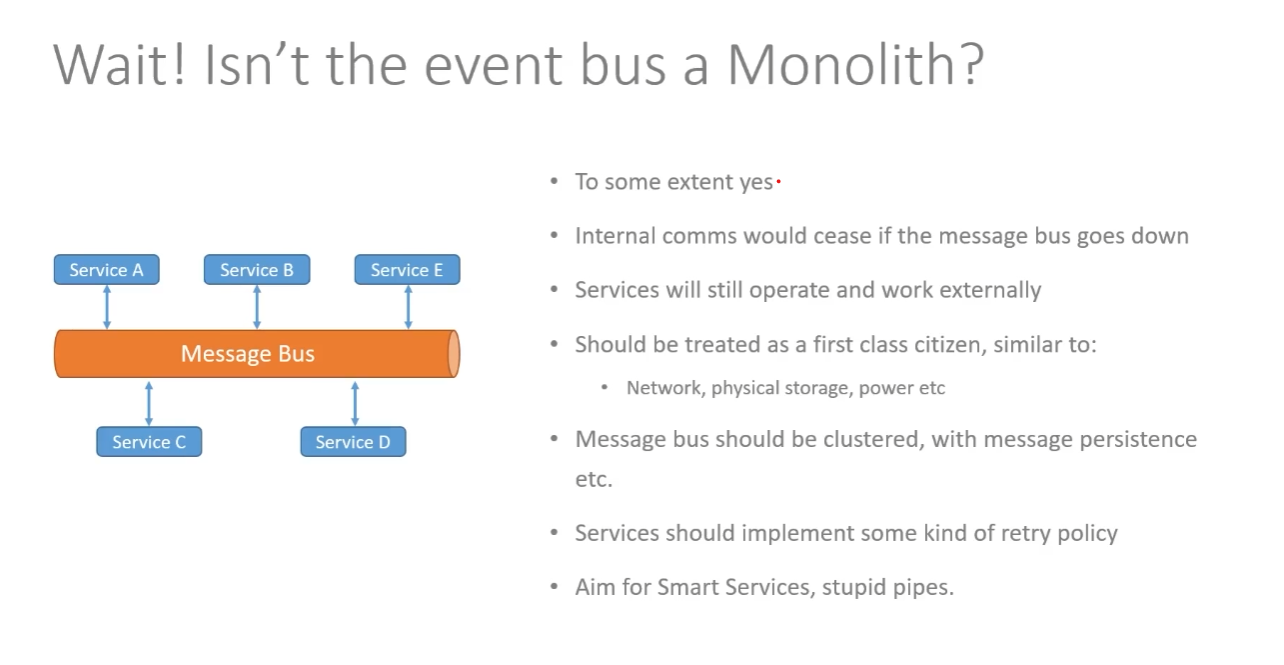 Wait! Isn't the event bus a Monolith?
Service A
Service B
Service E
Message Bus
Service C
Service D
• To some extent yes
• Internal comms would cease if the message bus goes down
• Services will still operate and work externally
• Should be treated as a first class citizen, similar to:
• Network, physical storage, power etc
• Message bus should be clustered, with message persistence
etc.
• Services should implement some kind of retry policy
• Aim for Smart Services, stupid pipes.